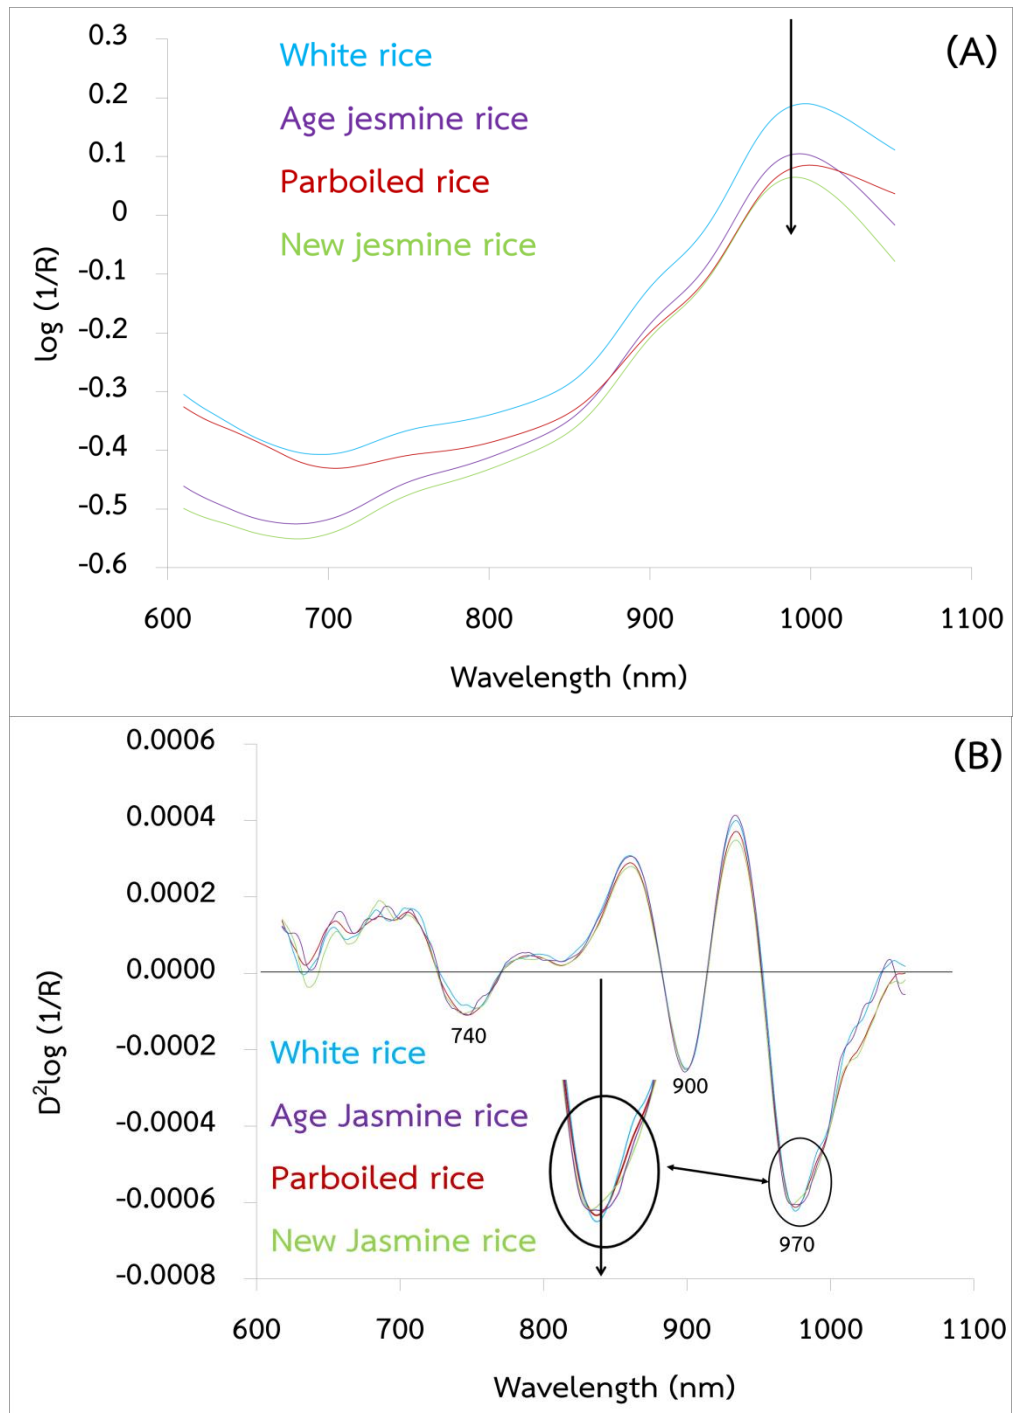 (A)
0.3
0.2
0.1
0
-0.1
-0.2
-0.3
-0.4
-0.5
-0.6
log (1/R)
White rice
Age jesmine rice
Parboiled rice
New jesmine rice
600 700 800 900 1000 1100
Wavelength (nm)
(B)
0.0006
0.0004
0.0002
0.0000
-0.0002
-0.0004
-0.0006
-0.0008
D²log (1/R)
740
900
970
White rice
Age Jasmine rice
Parboiled rice
New Jasmine rice
600 700 800 900 1000 1100
Wavelength (nm)